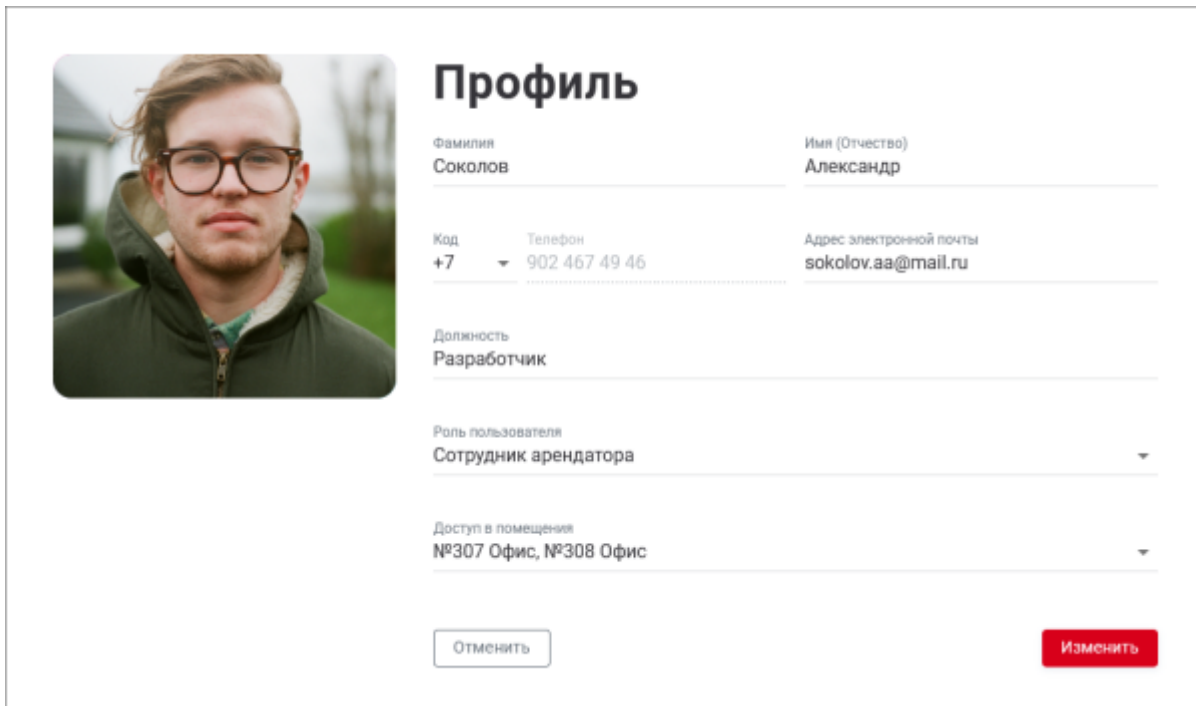 Профиль
Фамилия
Соколов
Имя (Отчество)
Александр
Код
+7
Телефон
902 467 49 46
Адрес электронной почты
sokolov.aa@mail.ru
Должность
Разработчик
Роль пользователя
Сотрудник арендатора
Доступ в помещения
№307 Офис, №308 Офис
Отменить
Изменить